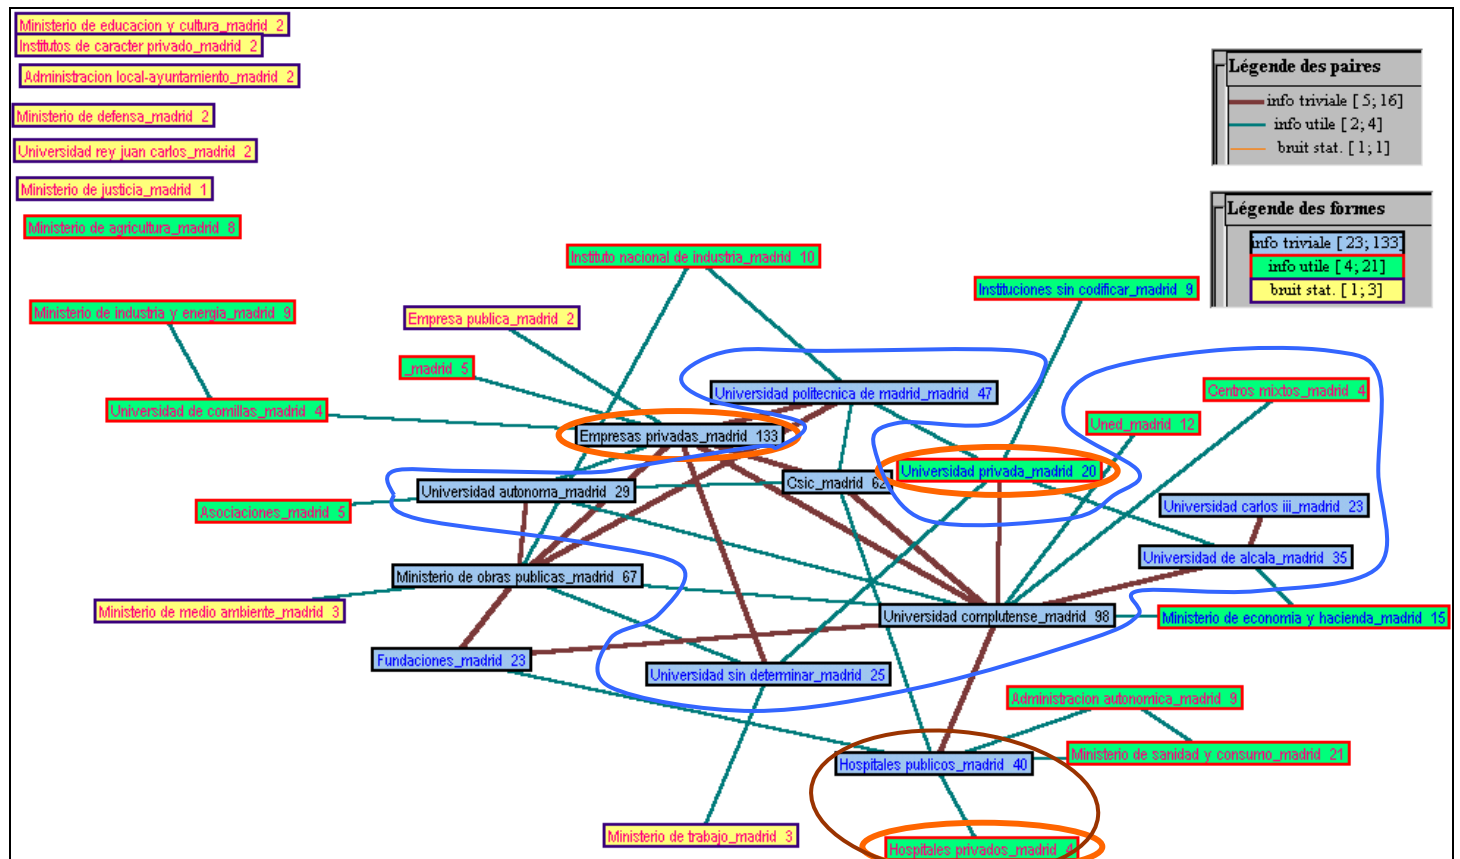 Ministerio de educacion y cultura_madrid 2
Institutos de caracter privado_madrid 2
Administracion local-ayuntamiento_madrid 2
Ministerio de defensa_madrid 2
Universidad rey juan carlos_madrid 2
Ministerio de justicia_madrid 1
Ministerio de agricultura_madrid 8
Légende des paires
info triviale [ 5; 16]
info utile [ 2; 4]
bruit stat. [ 1; 1]
Légende des formes
info triviale [ 23; 133]
info utile [ 4; 21]
bruit stat. [ 1; 3]
Instituto nacional de industria_madrid 10
Instituciones sin codificar_madrid 9
Ministerio de industria y energia_madrid 9
Empresa publica_madrid 2
_madrid 5
Universidad politecnica de madrid_madrid 47
Centros mixtos_madrid 4
Universidad de comillas_madrid 4
Uned_madrid 12
Empresas privadas_madrid 133
Universidad privada_madrid 20
Csic_madrid 62
Universidad autonoma_madrid 29
Universidad carlos iii_madrid 23
Asociaciones_madrid 5
Universidad de alcala_madrid 35
Ministerio de obras publicas_madrid 67
Ministerio de medio ambiente_madrid 3
Universidad complutense_madrid 98
Ministerio de economia y hacienda_madrid 15
Fundaciones_madrid 23
Universidad sin determinar_madrid 25
Administracion autonomica_madrid 9
Ministerio de sanidad y consumo_madrid 21
Hospitales publicos_madrid 40
Ministerio de trabajo_madrid 3
Hospitales privados_madrid 4